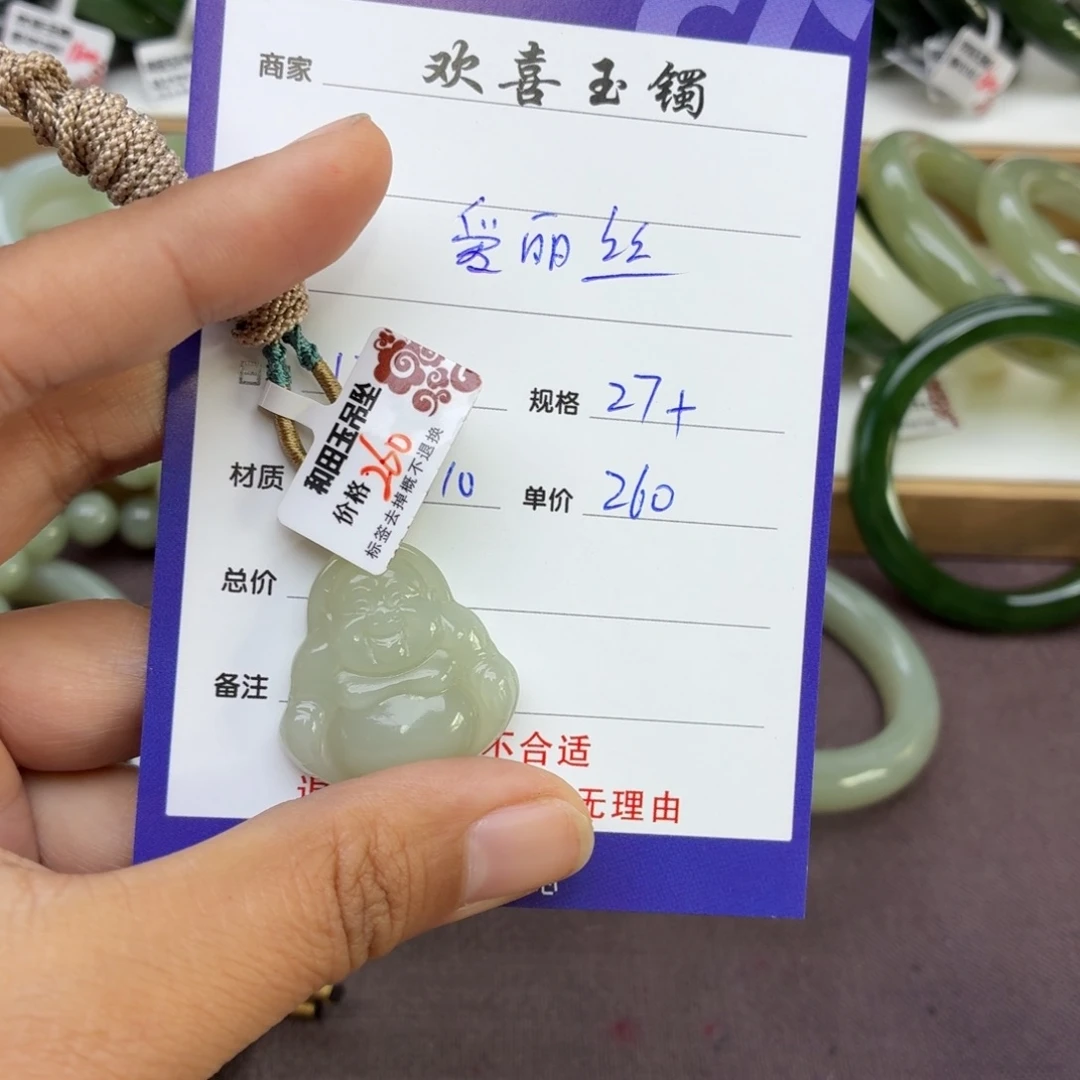 商家 欢喜玉镯
爱丽丝
规格 27+
材质 10 单价 260
和田玉吊坠
价格 260
标签去掉概不退换
总价
备注
不合适
退 无理由